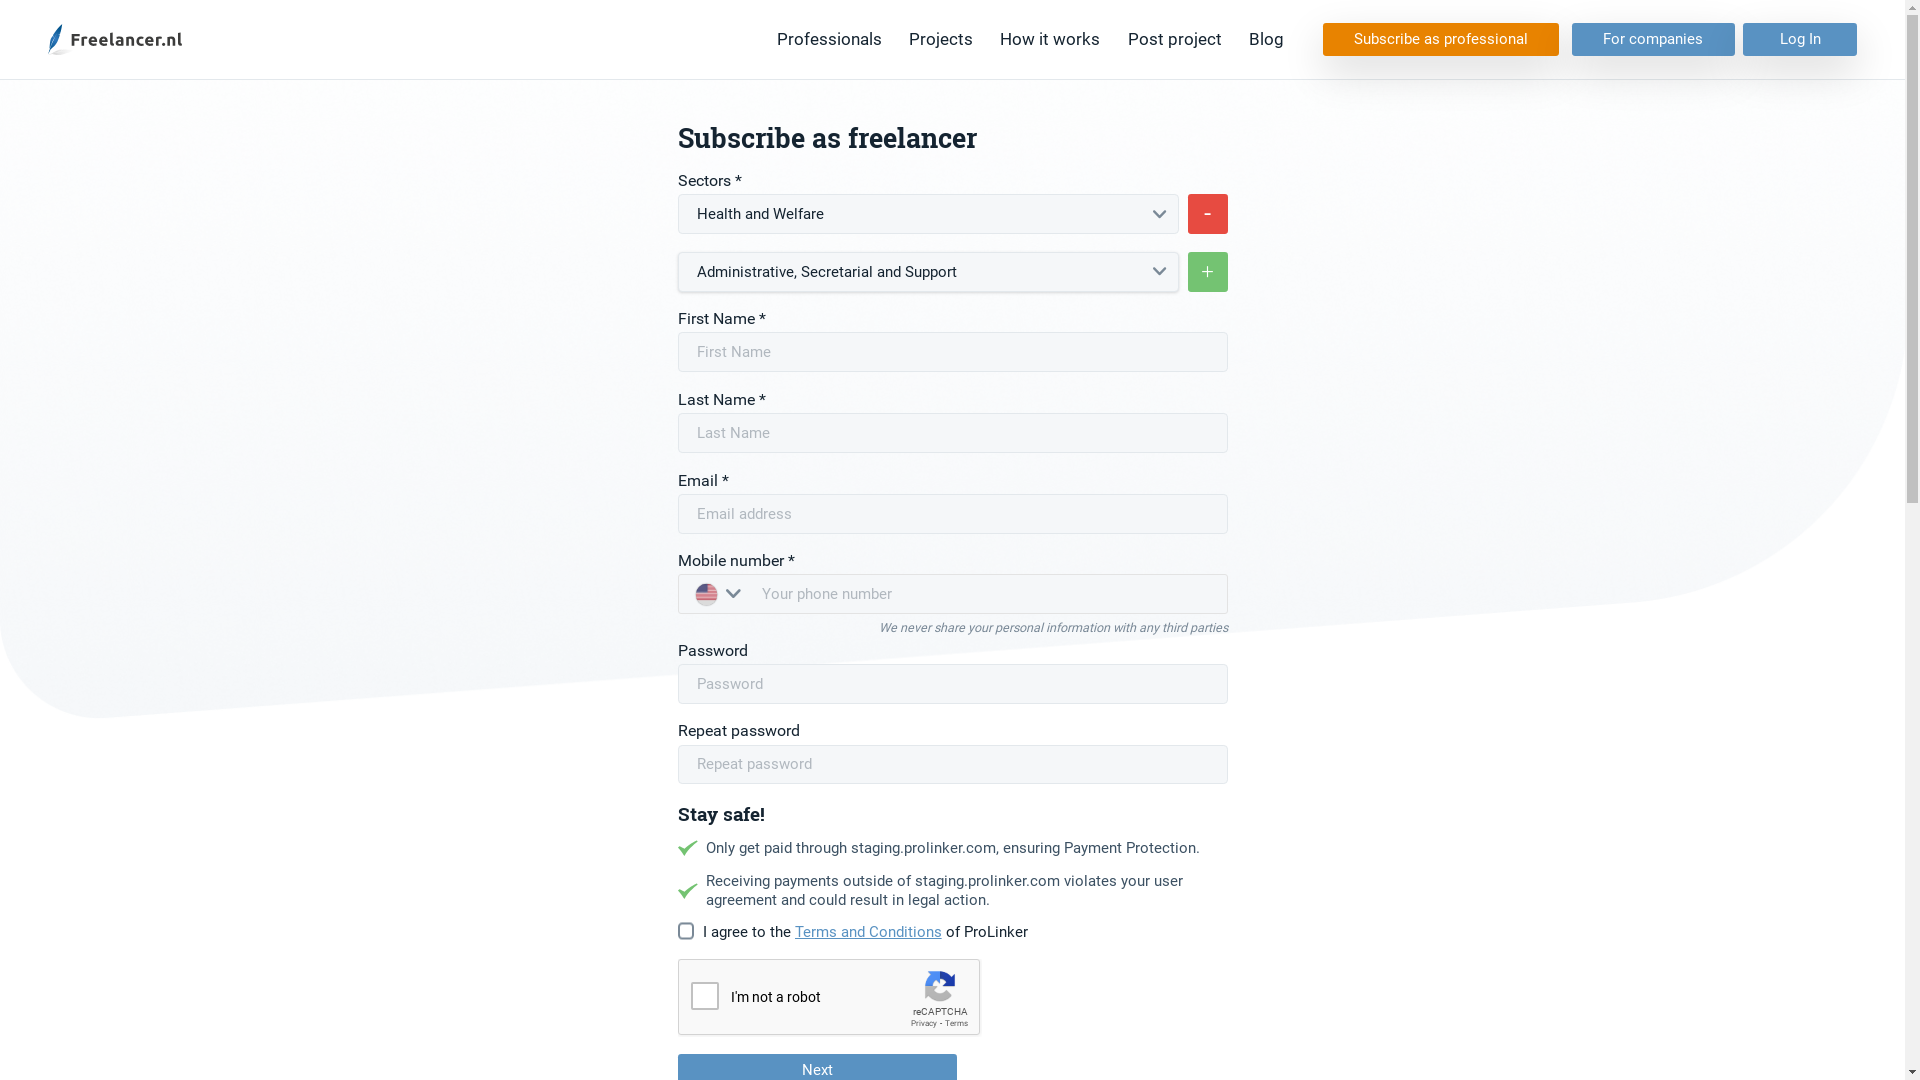 Freelancer.nl
Professionals
Projects
How it works
Post project
Blog
Subscribe as professional
For companies
Log In
Subscribe as freelancer
Sectors *
Health and Welfare
-
Administrative, Secretarial and Support
+
First Name *
First Name
Last Name *
Last Name
Email *
Email address
Mobile number *
Your phone number
We never share your personal information with any third parties
Password
Password
Repeat password
Repeat password
Stay safe!
Only get paid through staging.prolinker.com, ensuring Payment Protection.
Receiving payments outside of staging.prolinker.com violates your user
agreement and could result in legal action.
I agree to the Terms and Conditions of ProLinker
I'm not a robot
reCAPTCHA
Privacy - Terms
Next